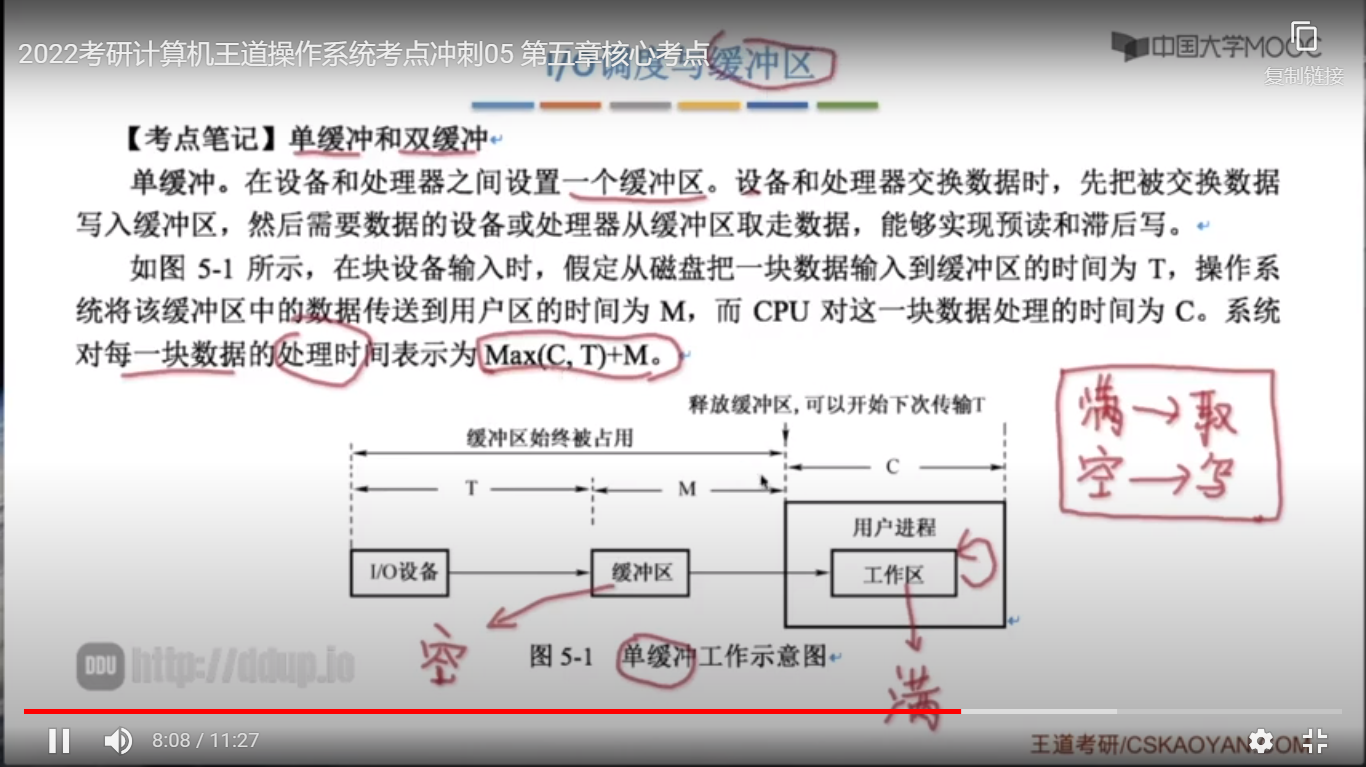 2022考研计算机王道操作系统考点冲刺05 第五章核心考点
I/O调度与缓冲区
中国大学MOOC
复制链接
【考点笔记】单缓冲和双缓冲
单缓冲。在设备和处理器之间设置一个缓冲区。设备和处理器交换数据时，先把被交换数据
写入缓冲区，然后需要数据的设备或处理器从缓冲区取走数据，能够实现预读和滞后写。
如图 5-1 所示，在块设备输入时，假定从磁盘把一块数据输入到缓冲区的时间为 T，操作系
统将该缓冲区中的数据传送到用户区的时间为 M，而 CPU 对这一块数据处理的时间为 C。系统
对每一块数据的处理时间表示为 Max(C, T)+M。
满→取
空→写
释放缓冲区,可以开始下次传输T
缓冲区始终被占用
T
M
C
用户进程
I/O设备
缓冲区
工作区
空
满
图 5-1 单缓冲工作示意图
DDU http://ddup.io
8:08 / 11:27
王道考研/CSKAOYAN.COM